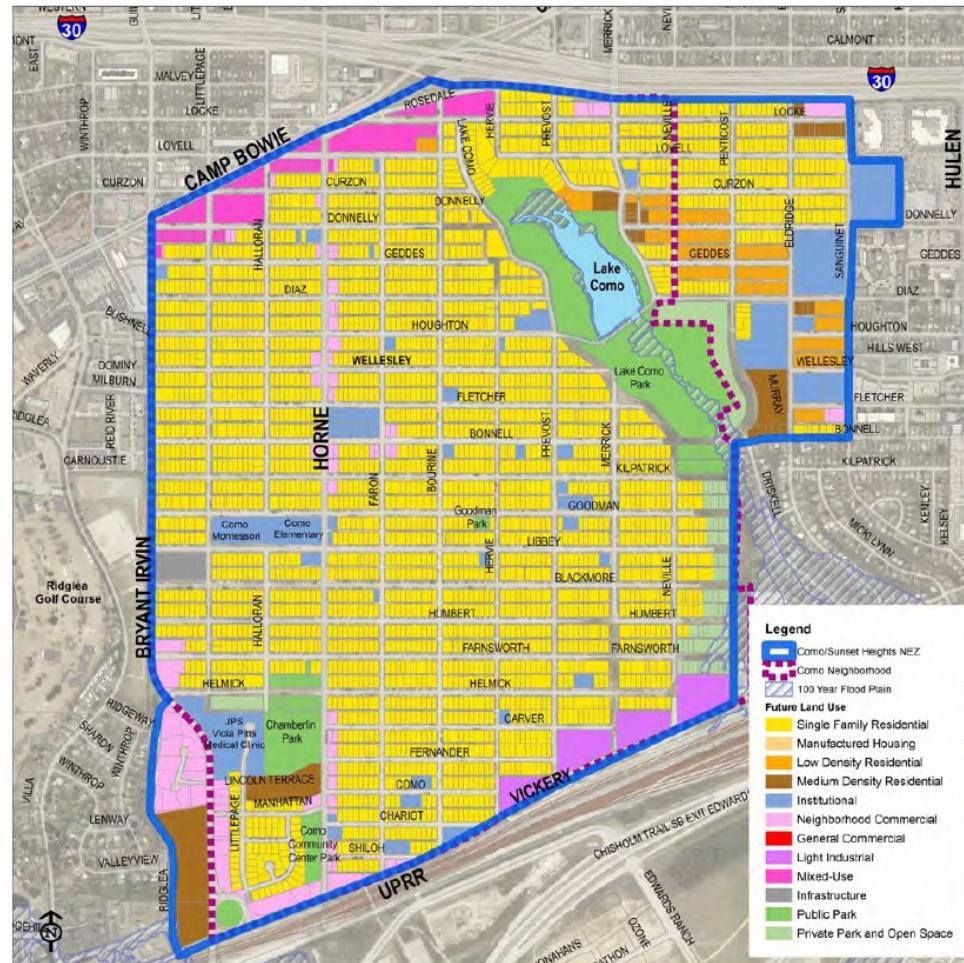 WESTERN
30
MONT
EAST
MALVEY
LITTLEPAGE
LOCKE
WINTHROP
LOVELL
CURZON
CAMP BOWIE
ROSEDALE
LAKE COMO
HERVIE
PREVOST
MERRICK
NEVILLE
CALMONT
30
LOCKE
LOVELL
PENTICOST
CURZON
HULEN
CURZON
DONNELLY
DONNELLY
DONNELLY
HALLORAN
GEDDES
GEDDES
ELDRIDGE
SANGUINET
GEDDES
Lake
Como
DIAZ
DIAZ
BUSHNELL
HOUGHTON
HOUGHTON
WAVERLY
DOMINY
MILBURN
WELLESLEY
WELLESLEY
HILLS WEST
Lake Como
Park
RIDGLEA
RED RIVER
FLETCHER
MURRAY
FLETCHER
HORNE
BONNELL
PREVOST
MERRICK
BONNELL
GARNOUSTIE
KILPATRICK
KILPATRICK
FARON
BOURINE
DRISKELL
GOODMAN
Goodman
Park
MICKI LYNN
KENLEY
KELSEY
Como
Montessori
Como
Elementary
LIBBEY
HERVIE
BLACKMORE
NEVILLE
Ridglea
Golf Course
BRYANT IRVIN
HALLORAN
HUMBERT
HUMBERT
FARNSWORTH
FARNSWORTH
HELMICK
HELMICK
RIDGEWAY
SHARON
WINTHROP
WINTHROP
VILLA
JPS
Viola Pitts
Medical Clinic
Chamberlin
Park
CARVER
FERNANDER
LINCOLN TERRACE
COMO
VICKERY
MANHATTAN
LITTLEPAGE
CHARIOT
LENWAY
VALLEYVIEW
RIDGLEA
Como
Community
Center Park
SHILOH
UPRR
CHISHOLM TRAIL SB EXIT EDWARDS
EDWARDS RANCH
OZONE
MONAHANS
MARATHON
N
Legend
Como/Sunset Heights NEZ
Como Neighborhood
100 Year Flood Plain
Future Land Use
Single Family Residential
Manufactured Housing
Low Density Residential
Medium Density Residential
Institutional
Neighborhood Commercial
General Commercial
Light Industrial
Mixed-Use
Infrastructure
Public Park
Private Park and Open Space